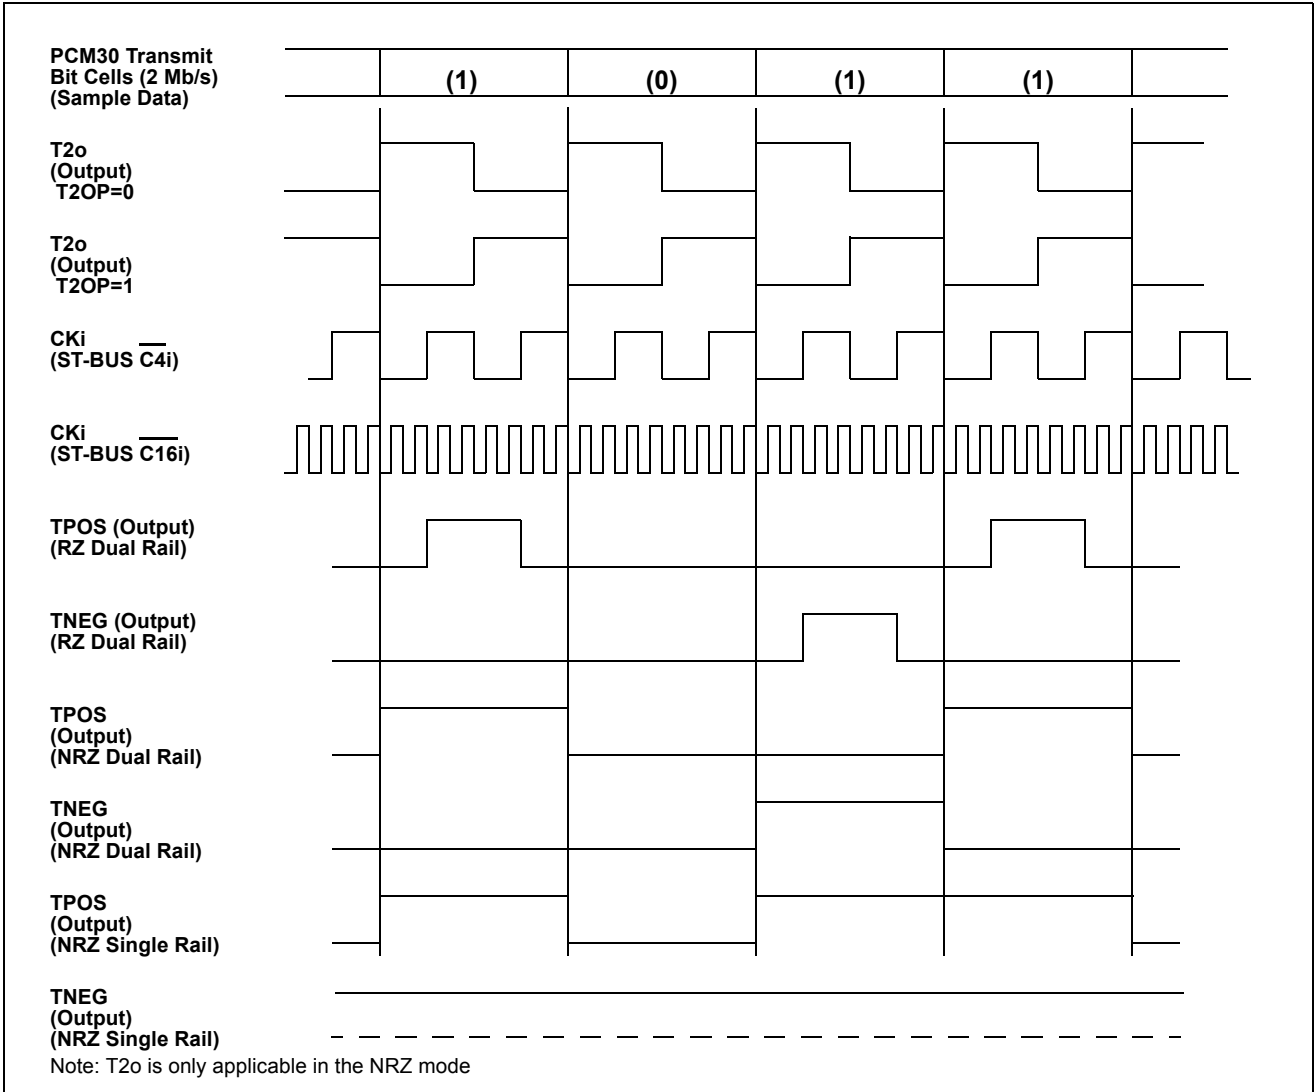 PCM30 Transmit
Bit Cells (2 Mb/s)
(Sample Data)
(1)
(0)
(1)
(1)
T2o
(Output)
T2OP=0
T2o
(Output)
T2OP=1
CKi
(ST-BUS C4i)
CKi
(ST-BUS C16i)
TPOS (Output)
(RZ Dual Rail)
TNEG (Output)
(RZ Dual Rail)
TPOS
(Output)
(NRZ Dual Rail)
TNEG
(Output)
(NRZ Dual Rail)
TPOS
(Output)
(NRZ Single Rail)
TNEG
(Output)
(NRZ Single Rail)
Note: T2o is only applicable in the NRZ mode